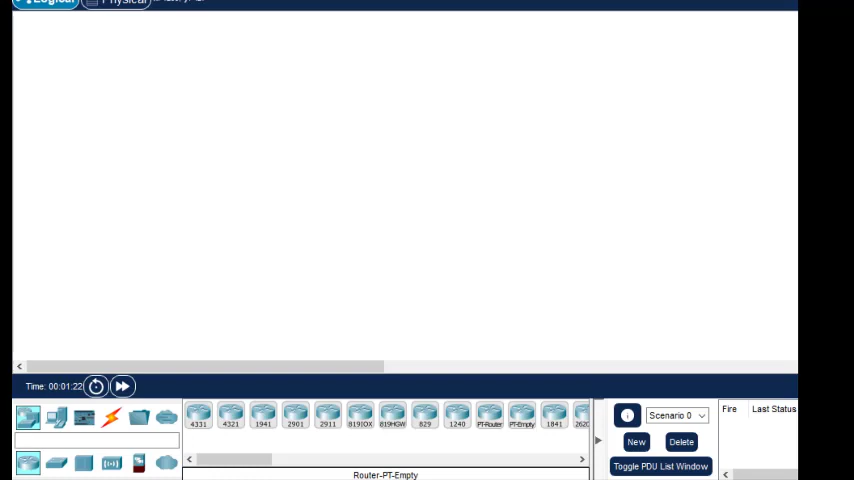 Logical Physical
Time: 00:01:22
4331 4321 1941 2901 2911 819IOX 819HGW 829 1240 PT-Router PT-Empty 1841 2620
Router-PT-Empty
Scenario 0
New Delete
Toggle PDU List Window
Fire Last Status